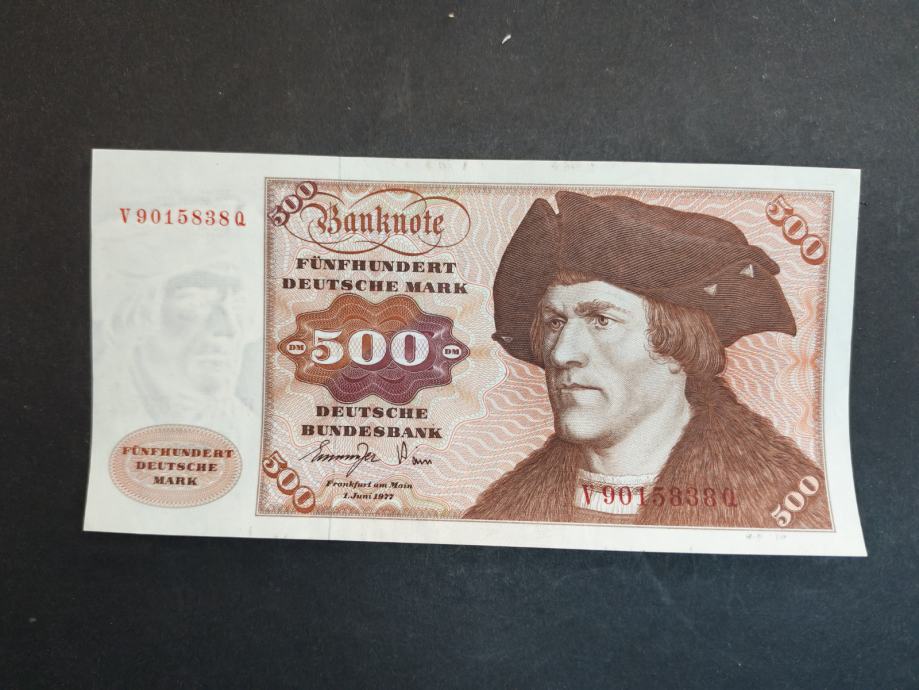 V9015838Q
500
Banknote
500
FÜNFHUNDERT
DEUTSCHE MARK
DM 500 DM
DEUTSCHE
BUNDESBANK
FÜNFHUNDERT
DEUTSCHE
MARK
500
Frankfurt am Main
1. Juni 1977
V9015838Q
500